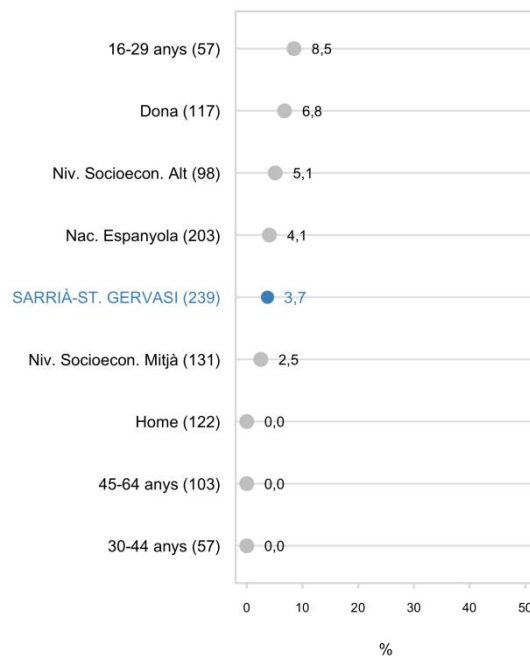 16-29 anys (57) 8,5
Dona (117) 6,8
Niv. Socioecon. Alt (98) 5,1
Nac. Espanyola (203) 4,1
SARRIÀ-ST. GERVASI (239) 3,7
Niv. Socioecon. Mitjà (131) 2,5
Home (122) 0,0
45-64 anys (103) 0,0
30-44 anys (57) 0,0
0 10 20 30 40 50
%